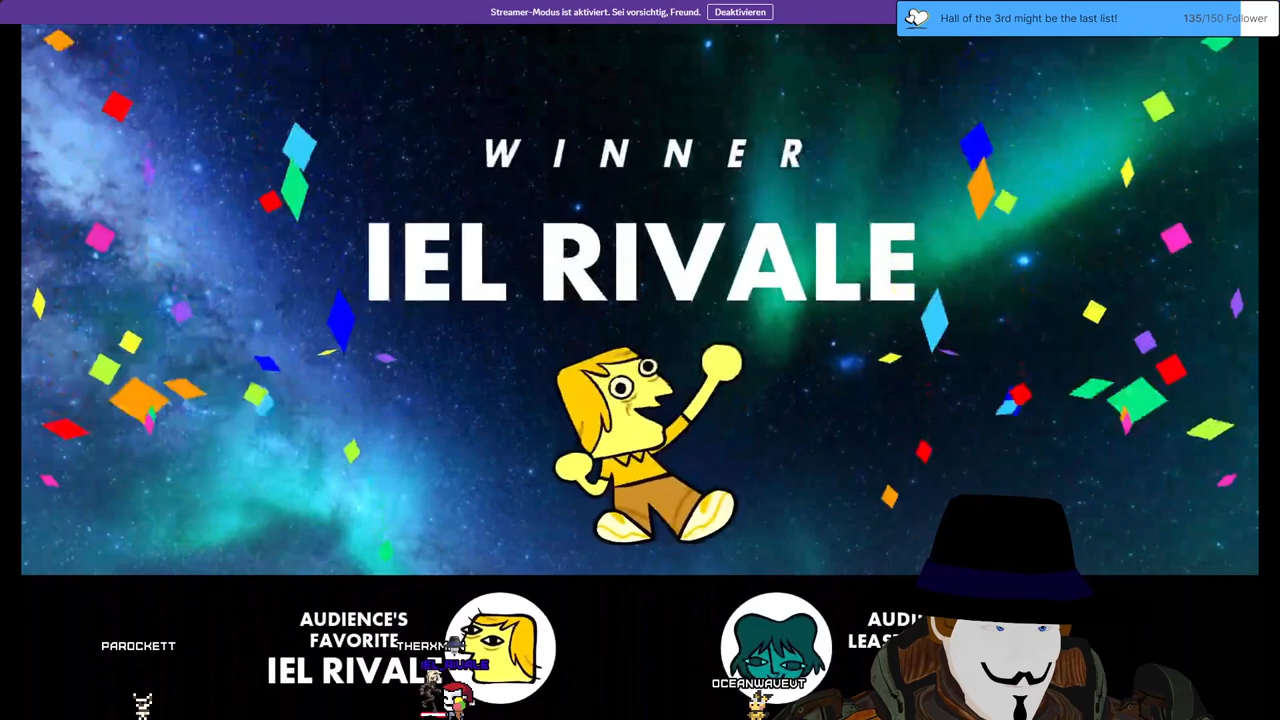 Streamer-Modus ist aktiviert. Sei vorsichtig, Freund. Deaktivieren
Hall of the 3rd might be the last list! 135/150 Follower
WINNER
IEL RIVALE
AUDIENCE'S
FAVORITE
IEL RIVALE
PAROCKETT
IEL_RIVALE
OCEANWAVEVT